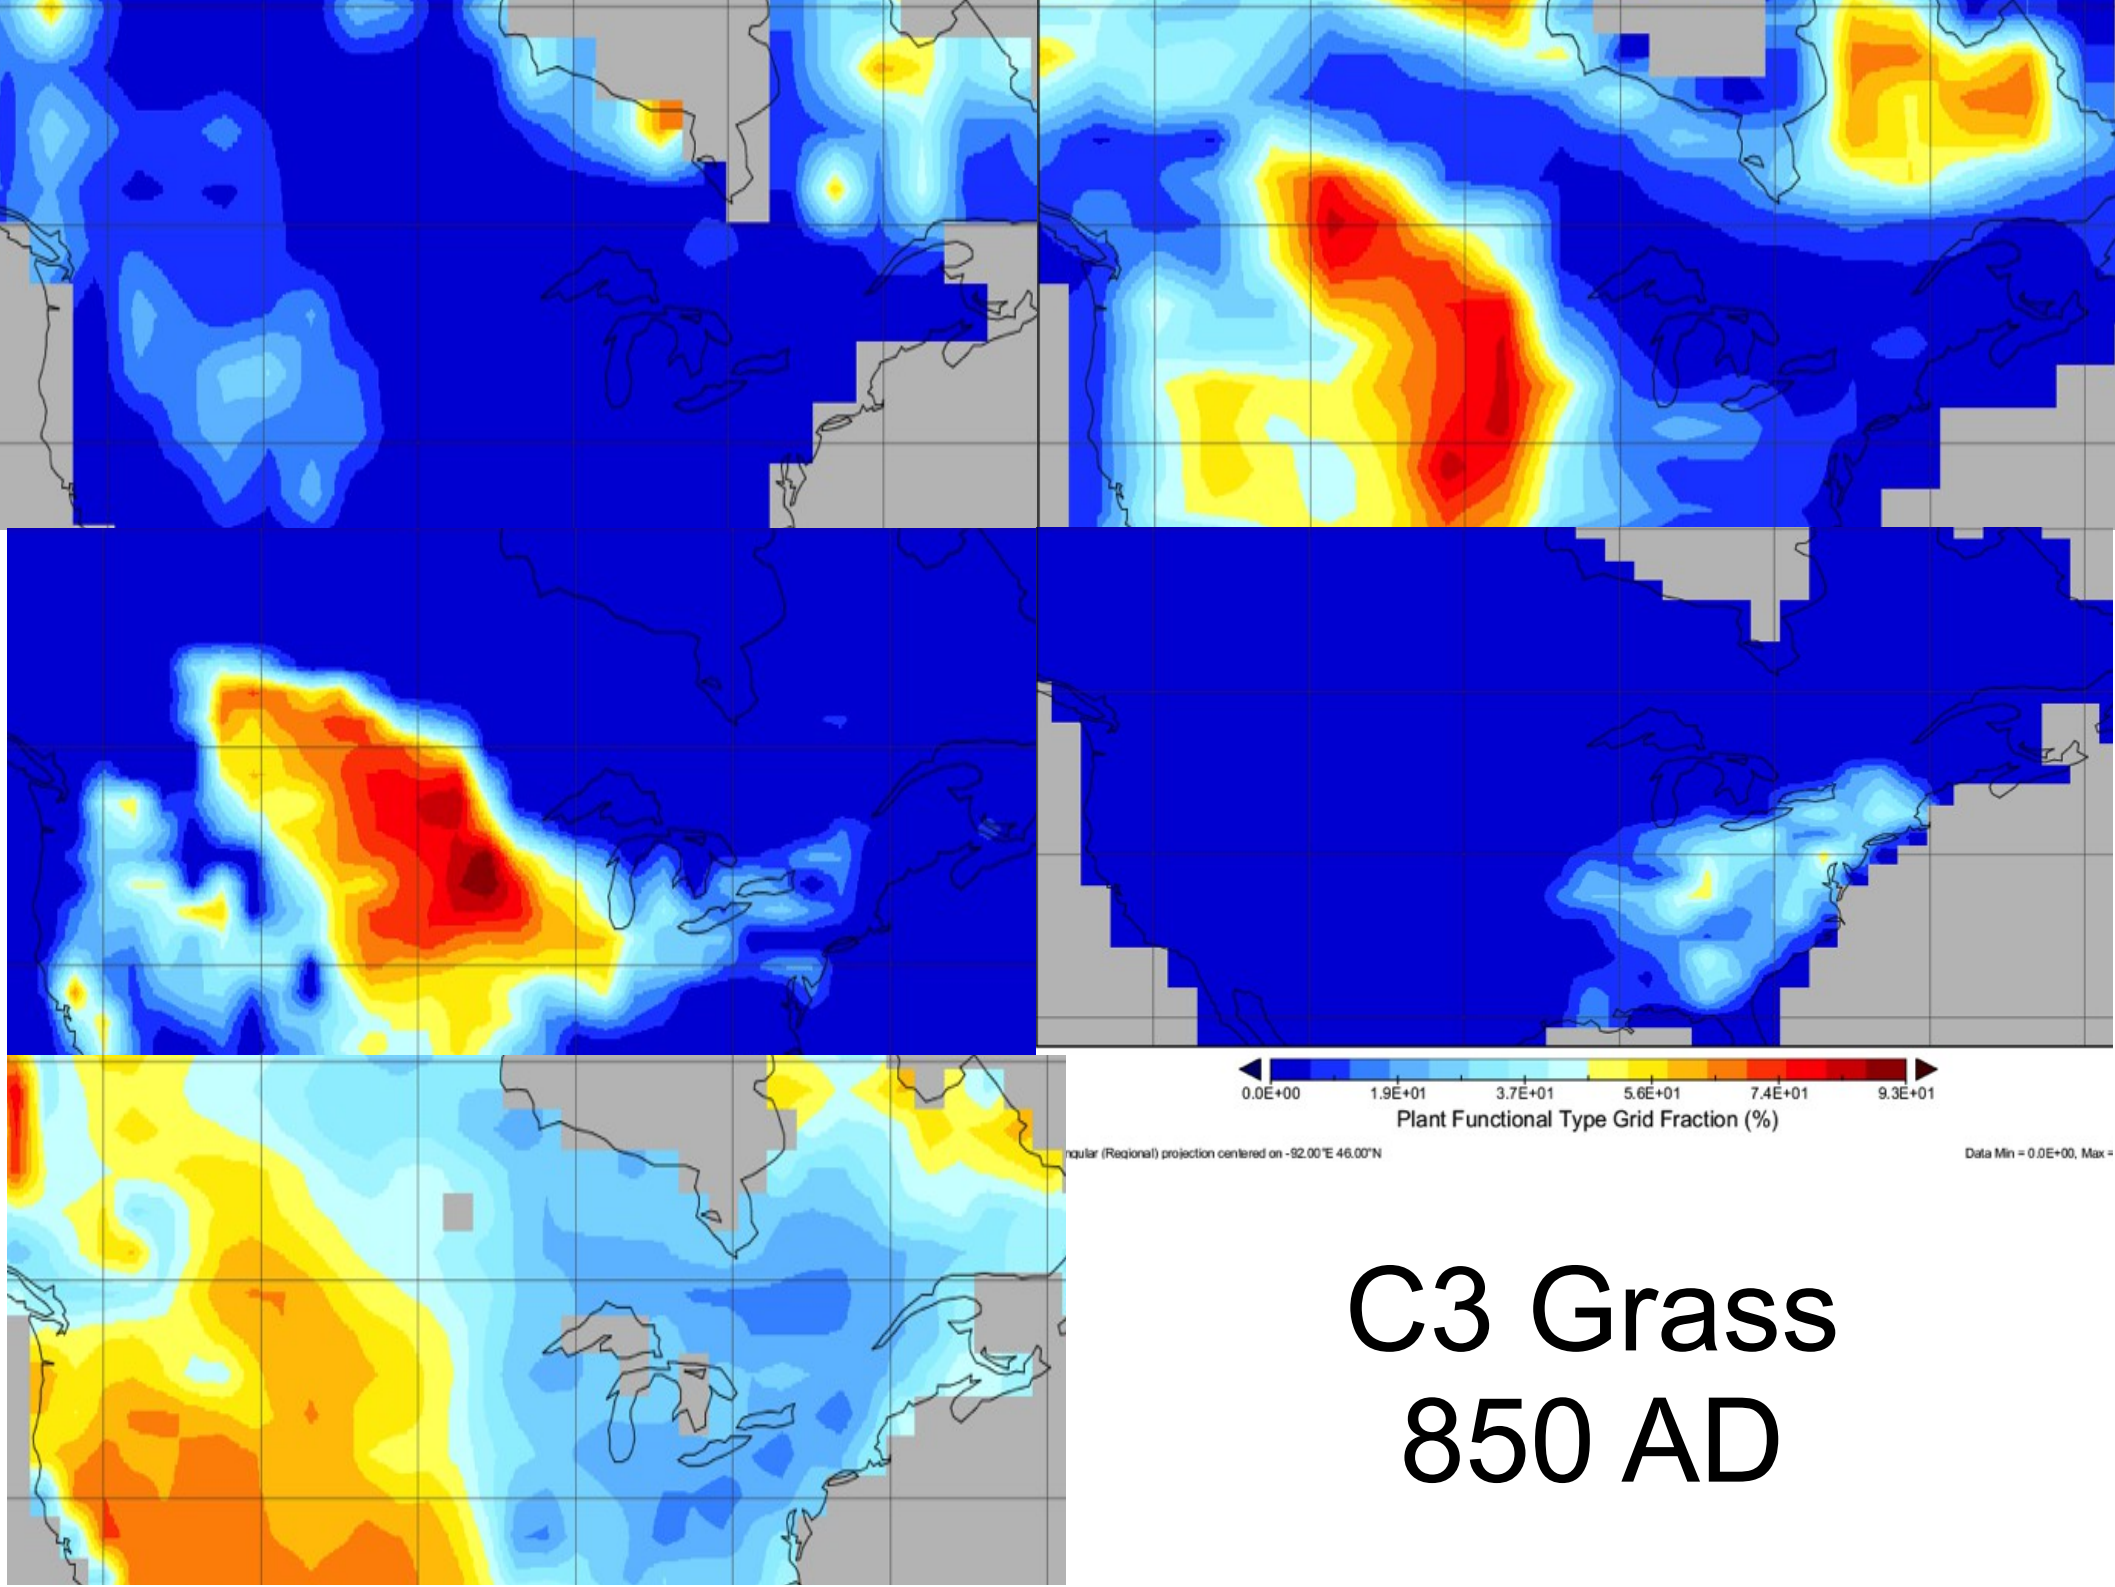 0.0E+00 1.9E+01 3.7E+01 5.6E+01 7.4E+01 9.3E+01
Plant Functional Type Grid Fraction (%)
ngular (Regional) projection centered on -92.00°E 46.00°N
Data Min = 0.0E+00, Max =
C3 Grass
850 AD